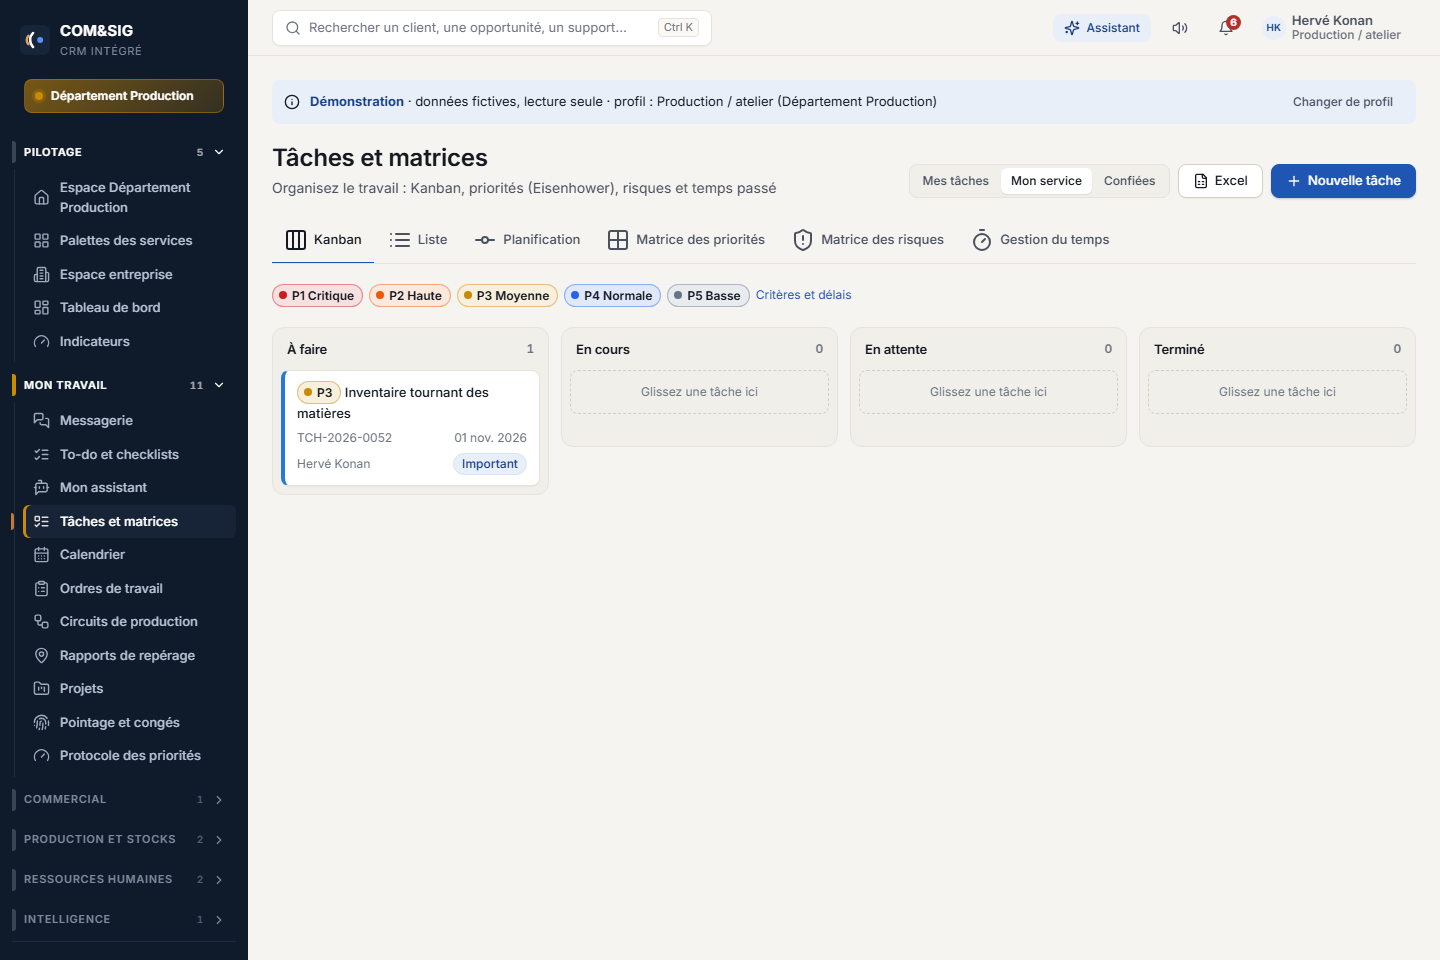 COM&SIG
CRM INTÉGRÉ
Département Production
PILOTAGE 5
Espace Département
Production
Palettes des services
Espace entreprise
Tableau de bord
Indicateurs
MON TRAVAIL 11
Messagerie
To-do et checklists
Mon assistant
Tâches et matrices
Calendrier
Ordres de travail
Circuits de production
Rapports de repérage
Projets
Pointage et congés
Protocole des priorités
COMMERCIAL 1
PRODUCTION ET STOCKS 2
RESSOURCES HUMAINES 2
INTELLIGENCE 1
Rechercher un client, une opportunité, un support... Ctrl K
Assistant
6
HK
Hervé Konan
Production / atelier
Démonstration · données fictives, lecture seule · profil : Production / atelier (Département Production)
Changer de profil
Tâches et matrices
Organisez le travail : Kanban, priorités (Eisenhower), risques et temps passé
Mes tâches Mon service Confiées
Excel
Nouvelle tâche
Kanban Liste Planification Matrice des priorités Matrice des risques Gestion du temps
P1 Critique P2 Haute P3 Moyenne P4 Normale P5 Basse Critères et délais
À faire 1
P3 Inventaire tournant des
matières
TCH-2026-0052 01 nov. 2026
Hervé Konan Important
En cours 0
Glissez une tâche ici
En attente 0
Glissez une tâche ici
Terminé 0
Glissez une tâche ici